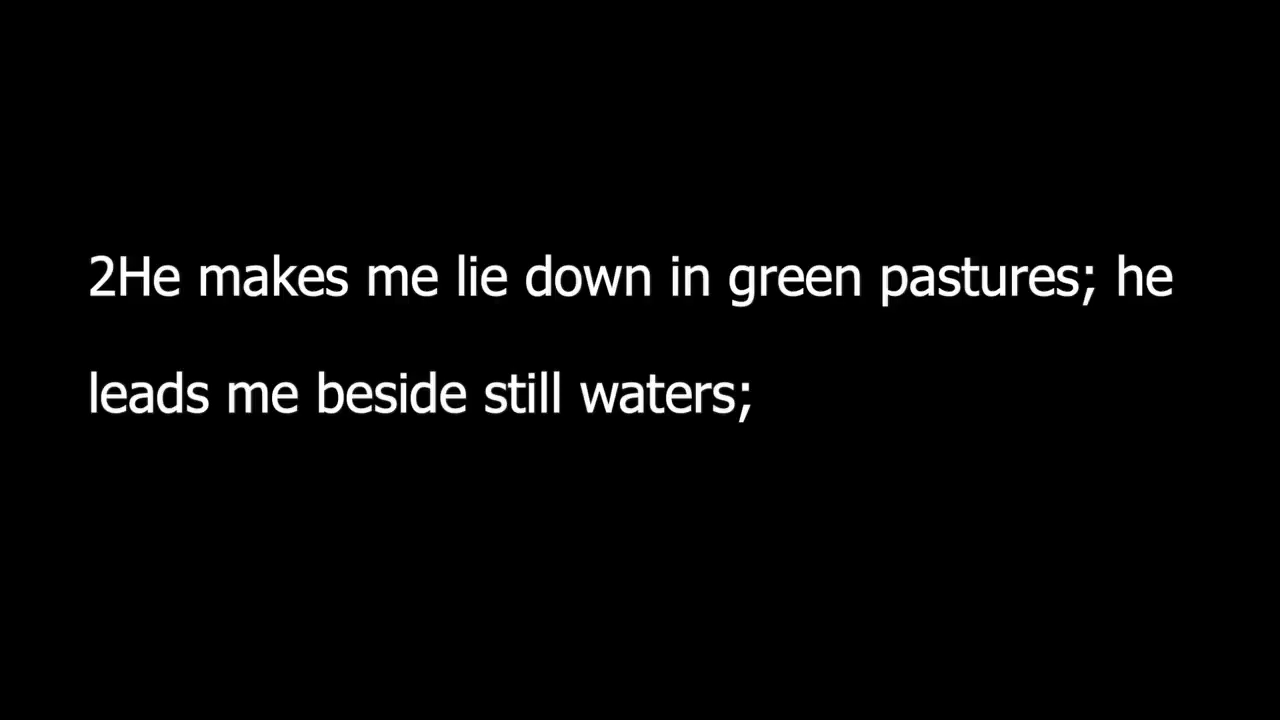 2He makes me lie down in green pastures; he
leads me beside still waters;